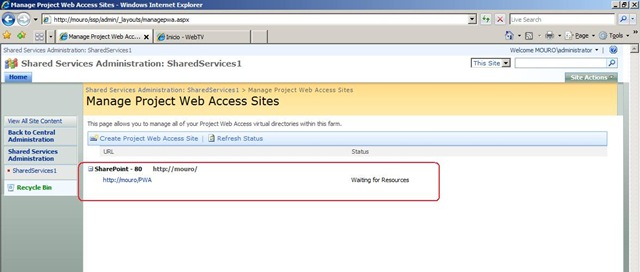 Manage Project Web Access Sites - Windows Internet Explorer
http://mouro/ssp/admin/_layouts/managepwa.aspx
Live Search
Manage Project Web Acc...
Inicio - WebTV
Page
Tools
Shared Services Administration: SharedServices1
Welcome MOURO\administrator
Shared Services Administration: SharedServices1
This Site
Home
Site Actions
Shared Services Administration: SharedServices1 > Manage Project Web Access Sites
Manage Project Web Access Sites
View All Site Content
Back to Central
Administration
Shared Services
Administration
SharedServices1
Recycle Bin
This page allows you to manage all of your Project Web Access virtual directories within this farm.
Create Project Web Access Site | Refresh Status
URL Status
SharePoint - 80 http://mouro/
http://mouro/PWA Waiting for Resources